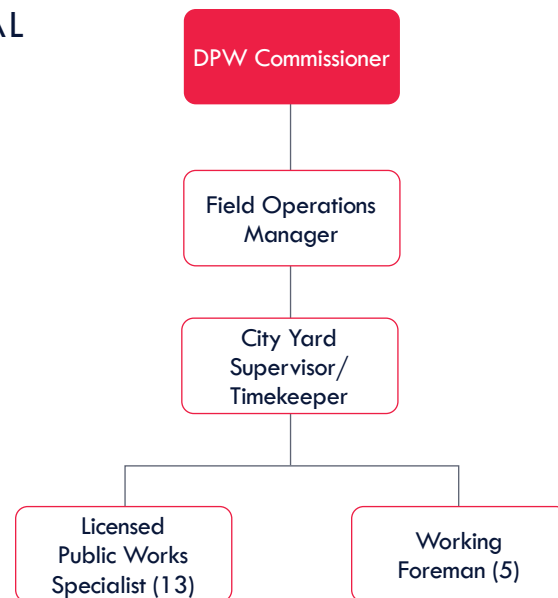 DPW Commissioner
Field Operations
Manager
City Yard
Supervisor/
Timekeeper
Licensed
Public Works
Specialist (13)
Working
Foreman (5)